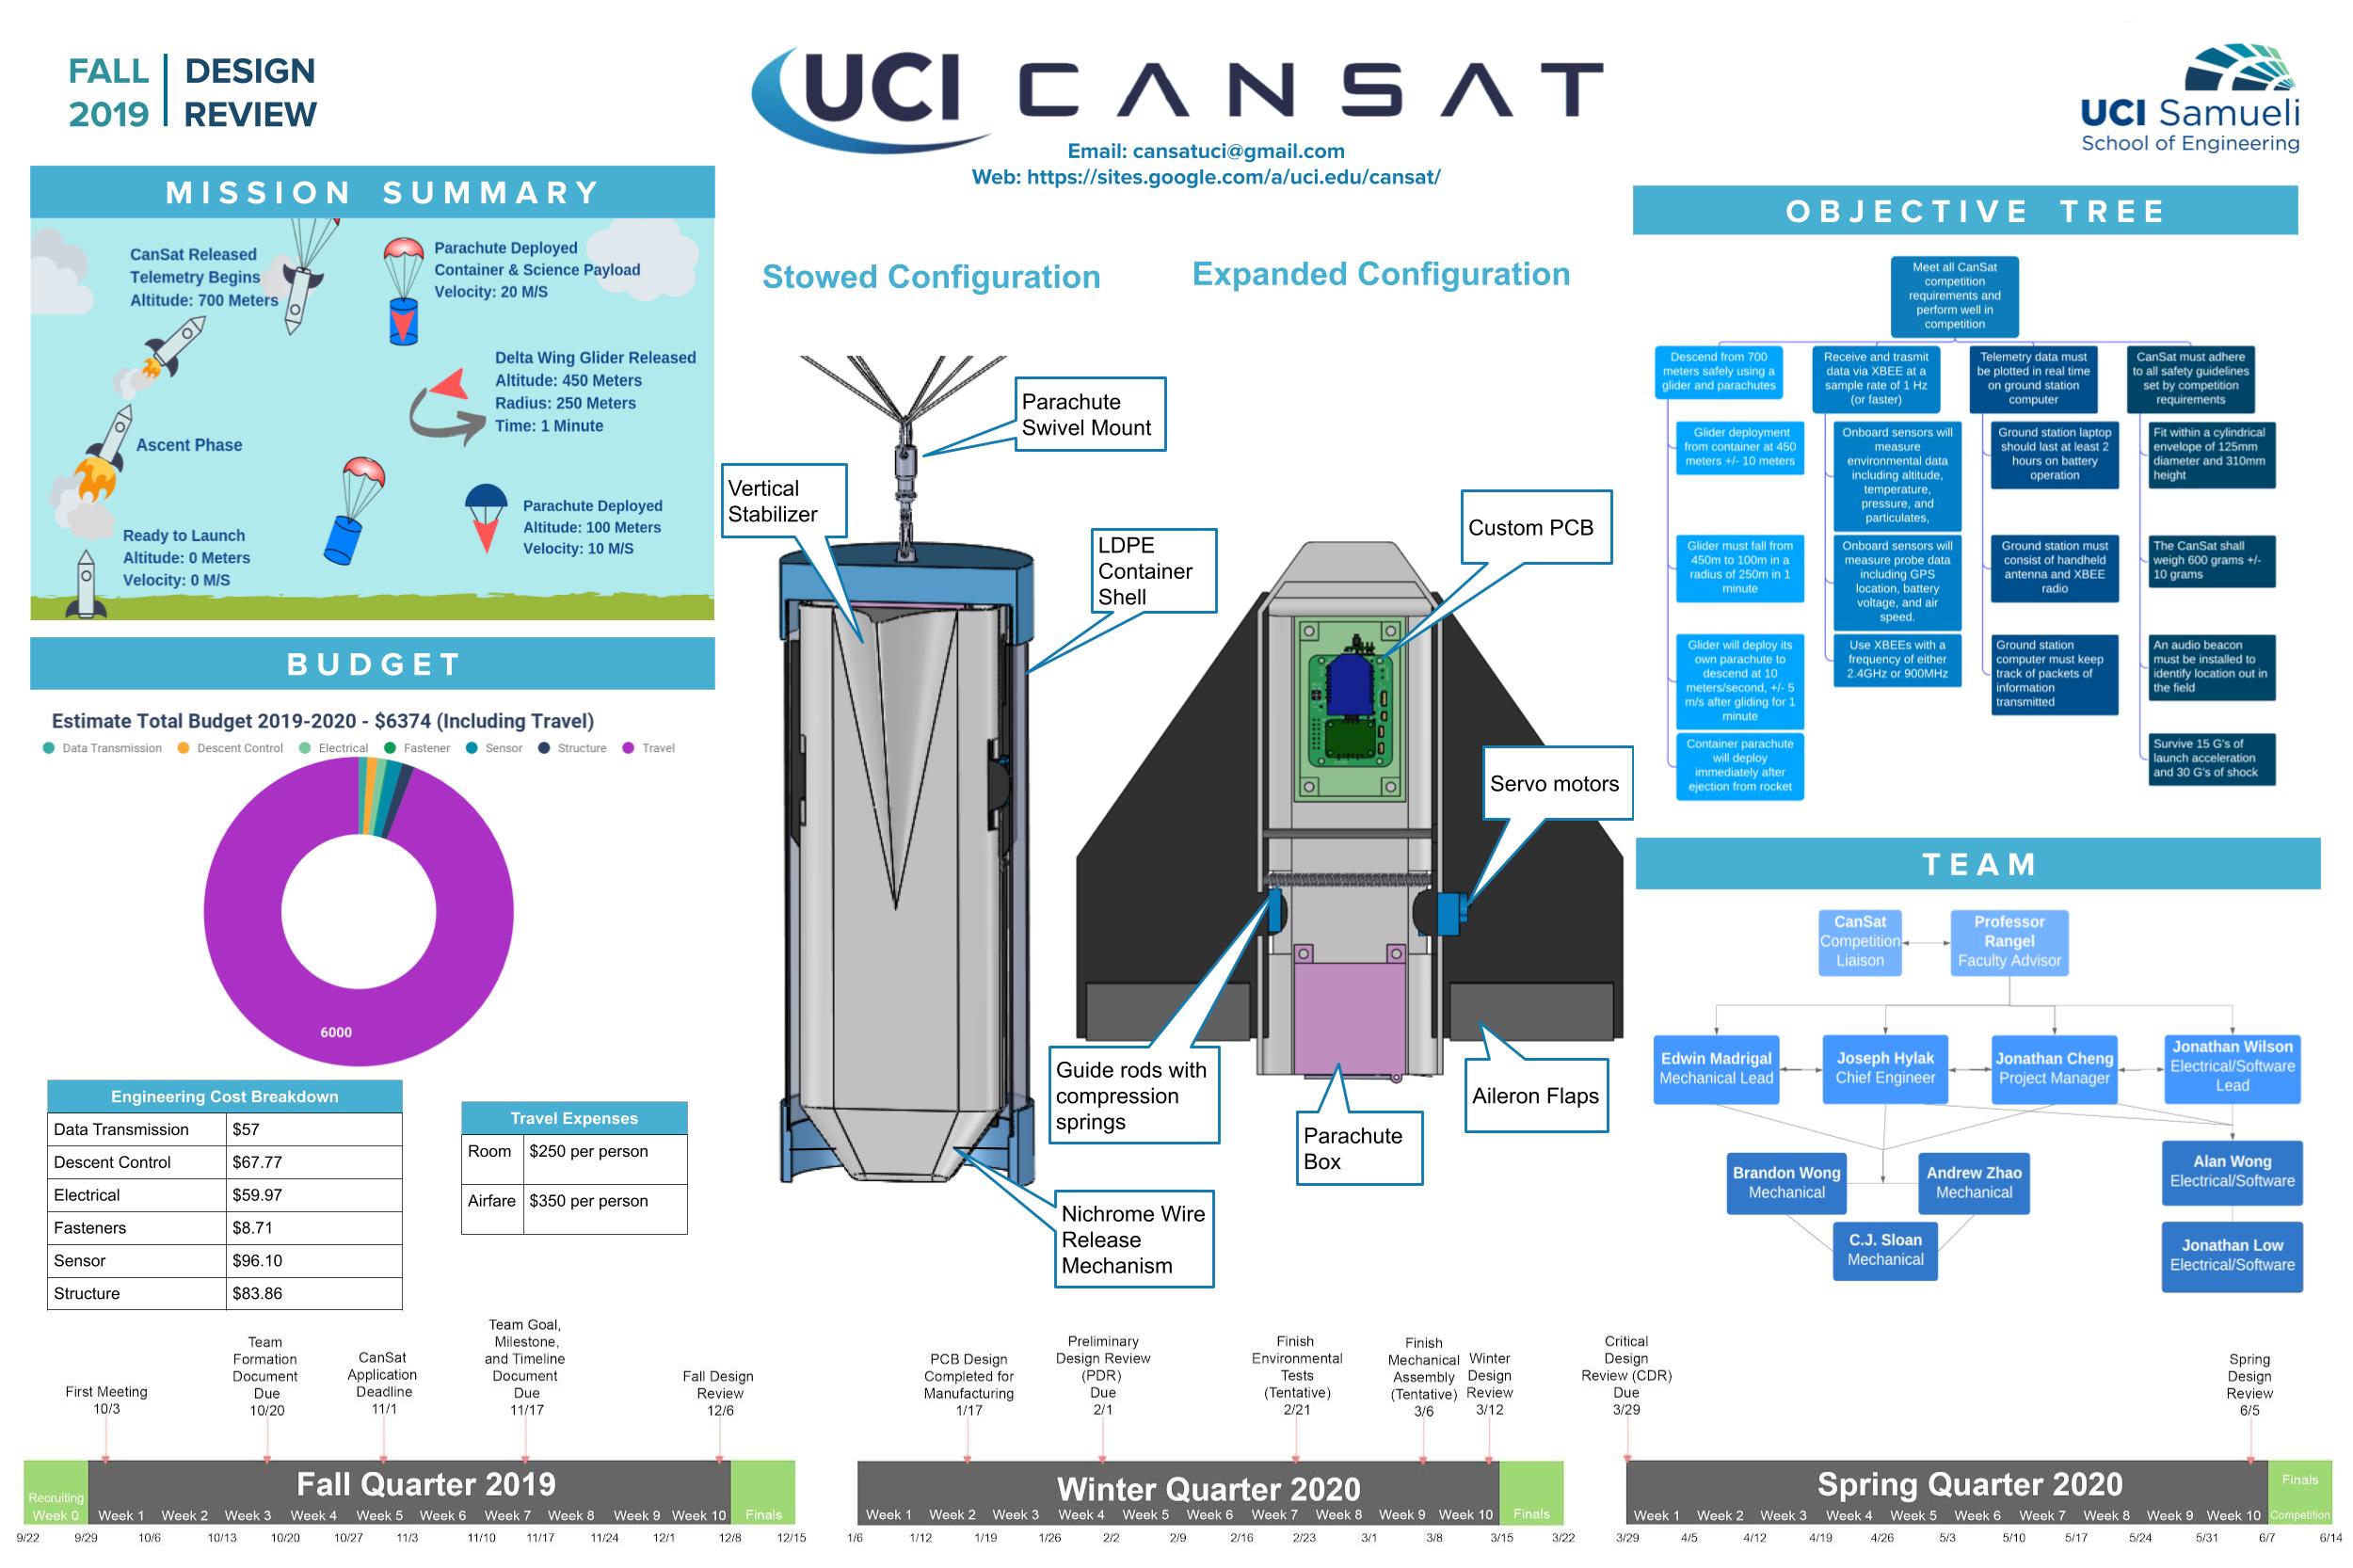 FALL
2019
DESIGN
REVIEW
UCI CANSAT
Email: cansatuci@gmail.com
Web: https://sites.google.com/a/uci.edu/cansat/
UCI Samueli
School of Engineering
MISSION SUMMARY
CanSat Released
Telemetry Begins
Altitude: 700 Meters
Parachute Deployed
Container & Science Payload
Velocity: 20 M/S
Delta Wing Glider Released
Altitude: 450 Meters
Radius: 250 Meters
Time: 1 Minute
Ascent Phase
Parachute Deployed
Altitude: 100 Meters
Velocity: 10 M/S
Ready to Launch
Altitude: 0 Meters
Velocity: 0 M/S
BUDGET
Estimate Total Budget 2019-2020 - $6374 (Including Travel)
Data Transmission
Descent Control
Electrical
Fastener
Sensor
Structure
Travel
6000
Engineering Cost Breakdown
Data Transmission $57
Descent Control $67.77
Electrical $59.97
Fasteners $8.71
Sensor $96.10
Structure $83.86
Travel Expenses
Room $250 per person
Airfare $350 per person
Stowed Configuration
Expanded Configuration
Parachute
Swivel Mount
Vertical
Stabilizer
LDPE
Container
Shell
Custom PCB
Servo motors
Guide rods with
compression
springs
Parachute
Box
Aileron Flaps
Nichrome Wire
Release
Mechanism
OBJECTIVE TREE
Meet all CanSat
competition
requirements and
perform well in
competition
Descend from 700
meters safely using a
glider and parachutes
Glider deployment
from container at 450
meters +/- 10 meters
Glider must fall from
450m to 100m in a
radius of 250m in 1
minute
Glider will deploy its
own parachute to
descend at 10
meters/second, +/- 5
m/s after gliding for 1
minute
Container parachute
will deploy
immediately after
ejection from rocket
Receive and trasmit
data via XBEE at a
sample rate of 1 Hz
(or faster)
Onboard sensors will
measure
environmental data
including altitude,
temperature,
pressure, and
particulates,
Onboard sensors will
measure probe data
including GPS
location, battery
voltage, and air
speed.
Use XBEEs with a
frequency of either
2.4GHz or 900MHz
Telemetry data must
be plotted in real time
on ground station
computer
Ground station laptop
should last at least 2
hours on battery
operation
Ground station must
consist of handheld
antenna and XBEE
radio
Ground station
computer must keep
track of packets of
information
transmitted
CanSat must adhere
to all safety guidelines
set by competition
requirements
Fit within a cylindrical
envelope of 125mm
diameter and 310mm
height
The CanSat shall
weigh 600 grams +/-
10 grams
An audio beacon
must be installed to
identify location out in
the field
Survive 15 G's of
launch acceleration
and 30 G's of shock
TEAM
CanSat
Competition
Liaison
Professor
Rangel
Faculty Advisor
Edwin Madrigal
Mechanical Lead
Joseph Hylak
Chief Engineer
Jonathan Cheng
Project Manager
Jonathan Wilson
Electrical/Software
Lead
Brandon Wong
Mechanical
Andrew Zhao
Mechanical
Alan Wong
Electrical/Software
C.J. Sloan
Mechanical
Jonathan Low
Electrical/Software
First Meeting
10/3
Team
Formation
Document
Due
10/20
CanSat
Application
Deadline
11/1
Team Goal,
Milestone,
and Timeline
Document
Due
11/17
Fall Design
Review
12/6
PCB Design
Completed for
Manufacturing
1/17
Preliminary
Design Review
(PDR)
Due
2/1
Finish
Environmental
Tests
(Tentative)
2/21
Finish
Mechanical
Assembly
(Tentative)
3/6
Winter
Design
Review
3/12
Critical
Design
Review (CDR)
Due
3/29
Spring
Design
Review
6/5
Fall Quarter 2019
Recruiting
Week 0 Week 1 Week 2 Week 3 Week 4 Week 5 Week 6 Week 7 Week 8 Week 9 Week 10 Finals
9/22 9/29 10/6 10/13 10/20 10/27 11/3 11/10 11/17 11/24 12/1 12/8 12/15
Winter Quarter 2020
Week 1 Week 2 Week 3 Week 4 Week 5 Week 6 Week 7 Week 8 Week 9 Week 10 Finals
1/6 1/12 1/19 1/26 2/2 2/9 2/16 2/23 3/1 3/8 3/15 3/22
Spring Quarter 2020
Finals
Week 1 Week 2 Week 3 Week 4 Week 5 Week 6 Week 7 Week 8 Week 9 Week 10 Competition
3/29 4/5 4/12 4/19 4/26 5/3 5/10 5/17 5/24 5/31 6/7 6/14